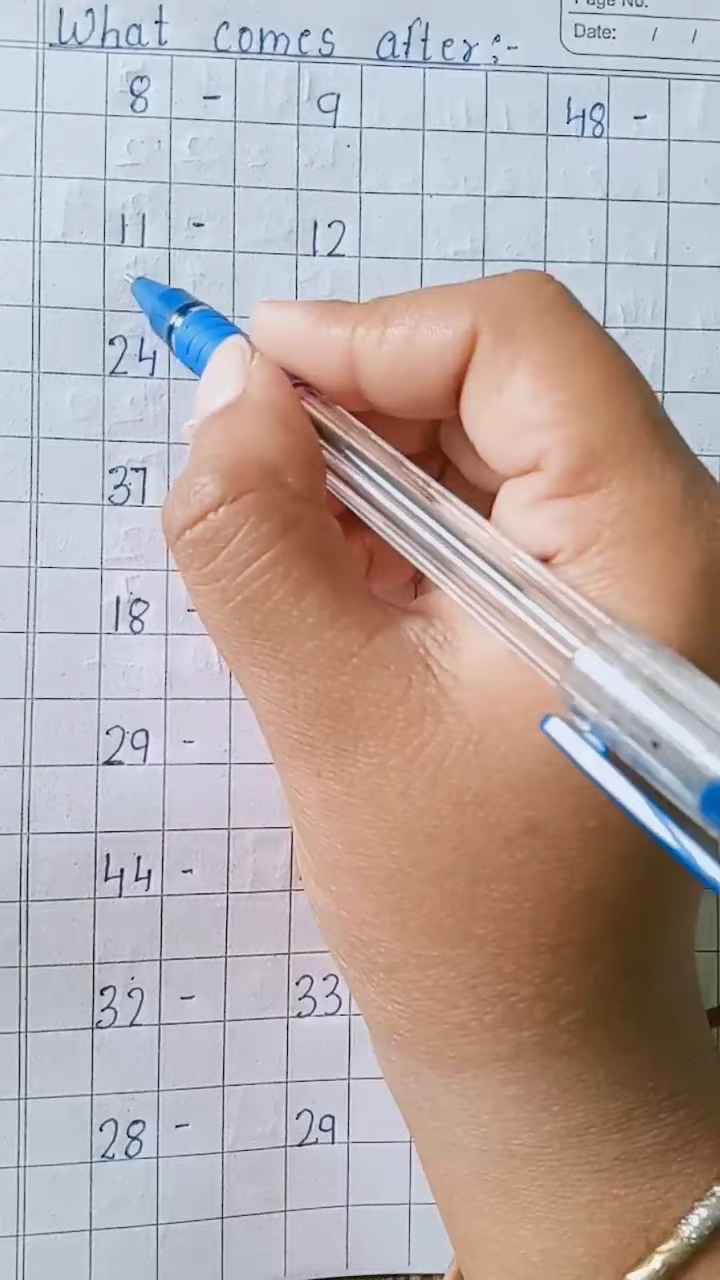 Page No.
What comes after:-
Date: / /
8 - 9 48 -
11 - 12
24
37
18 -
29 -
44 -
32 - 33
28 - 29